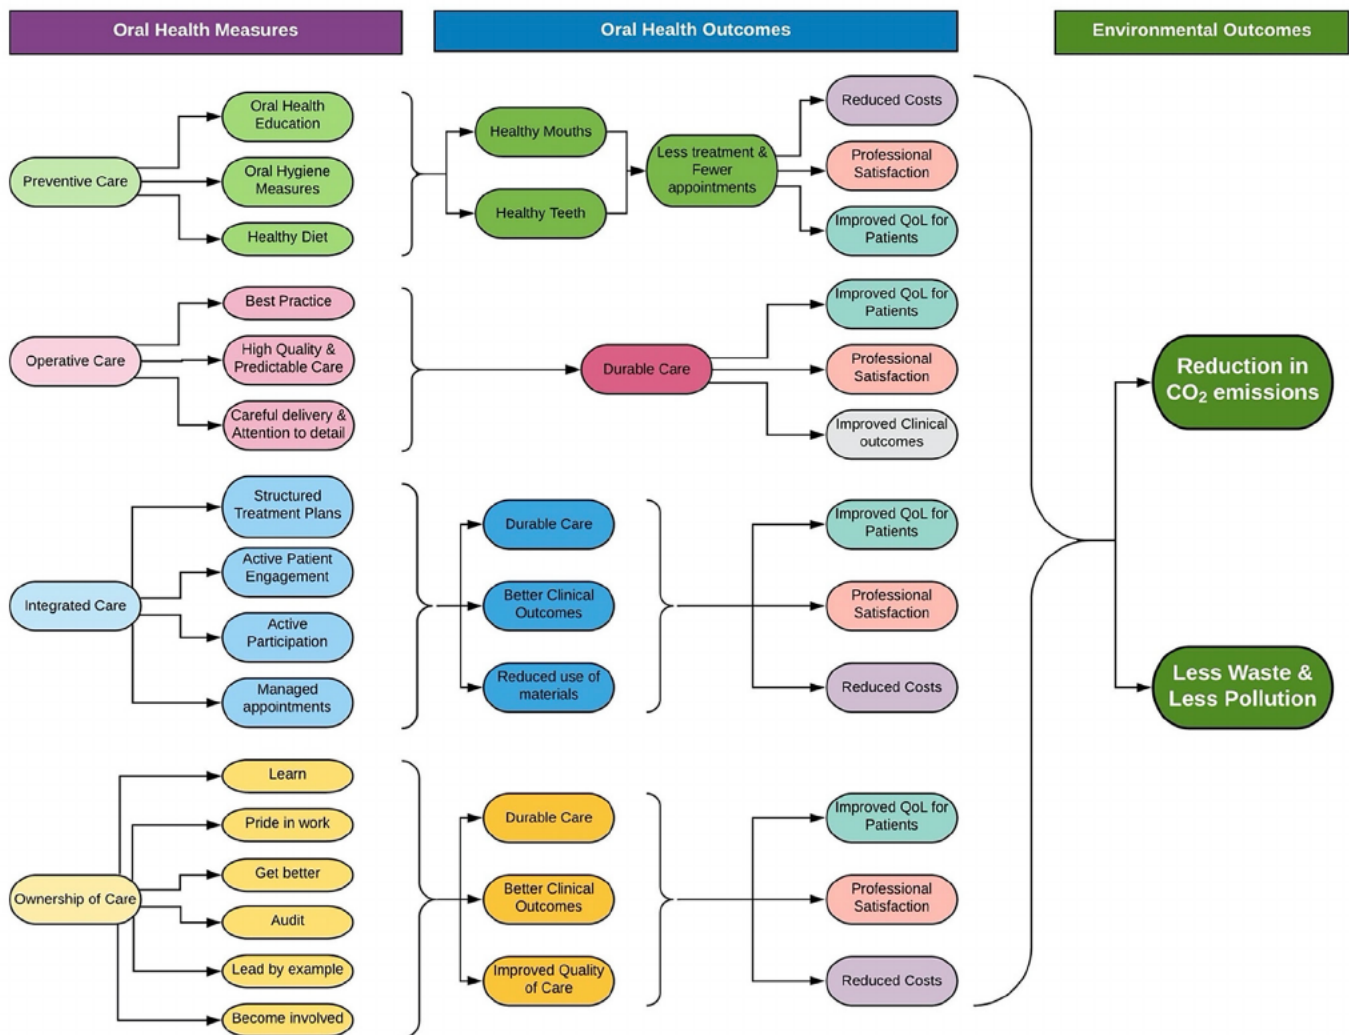 Oral Health Measures
Oral Health Outcomes
Environmental Outcomes
Preventive Care
Oral Health
Education
Oral Hygiene
Measures
Healthy Diet
Healthy Mouths
Healthy Teeth
Less treatment &
Fewer
appointments
Reduced Costs
Professional
Satisfaction
Improved QoL for
Patients
Operative Care
Best Practice
High Quality &
Predictable Care
Careful delivery &
Attention to detail
Durable Care
Improved QoL for
Patients
Professional
Satisfaction
Improved Clinical
outcomes
Integrated Care
Structured
Treatment Plans
Active Patient
Engagement
Active
Participation
Managed
appointments
Durable Care
Better Clinical
Outcomes
Reduced use of
materials
Improved QoL for
Patients
Professional
Satisfaction
Reduced Costs
Ownership of Care
Learn
Pride in work
Get better
Audit
Lead by example
Become involved
Durable Care
Better Clinical
Outcomes
Improved Quality
of Care
Improved QoL for
Patients
Professional
Satisfaction
Reduced Costs
Reduction in
CO₂ emissions
Less Waste &
Less Pollution